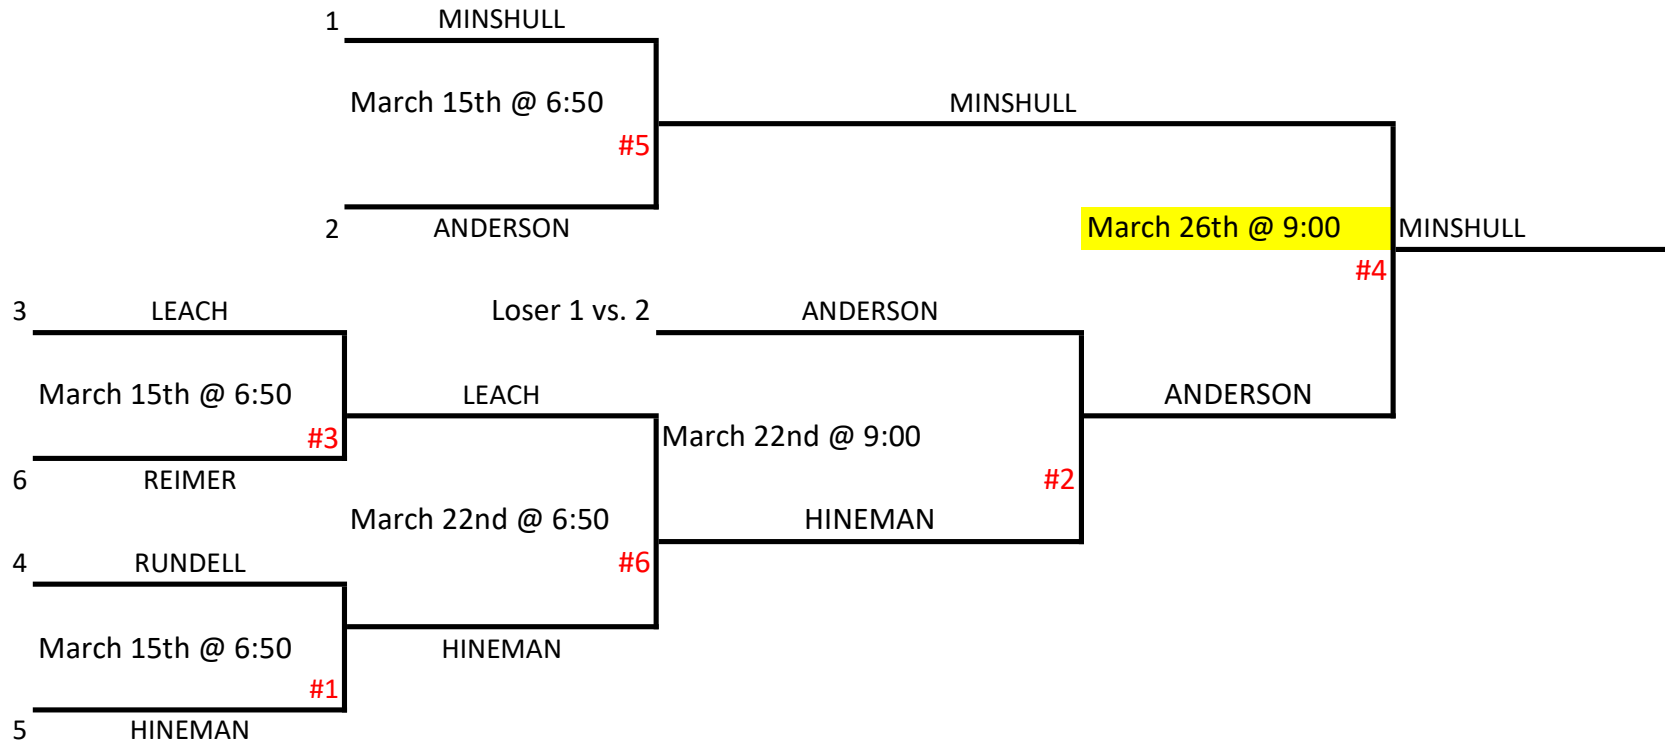 1 MINSHULL
March 15th @ 6:50
MINSHULL
#5
2 ANDERSON
March 26th @ 9:00
MINSHULL
#4
3 LEACH
Loser 1 vs. 2
ANDERSON
March 15th @ 6:50
LEACH
ANDERSON
#3
March 22nd @ 9:00
6 REIMER
#2
March 22nd @ 6:50
HINEMAN
4 RUNDELL
#6
March 15th @ 6:50
HINEMAN
#1
5 HINEMAN